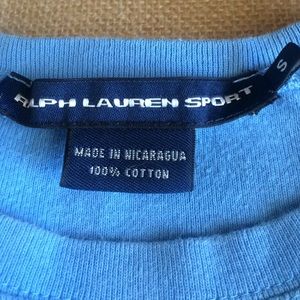 RALPH LAUREN SPORT
S
MADE IN NICARAGUA
100% COTTON